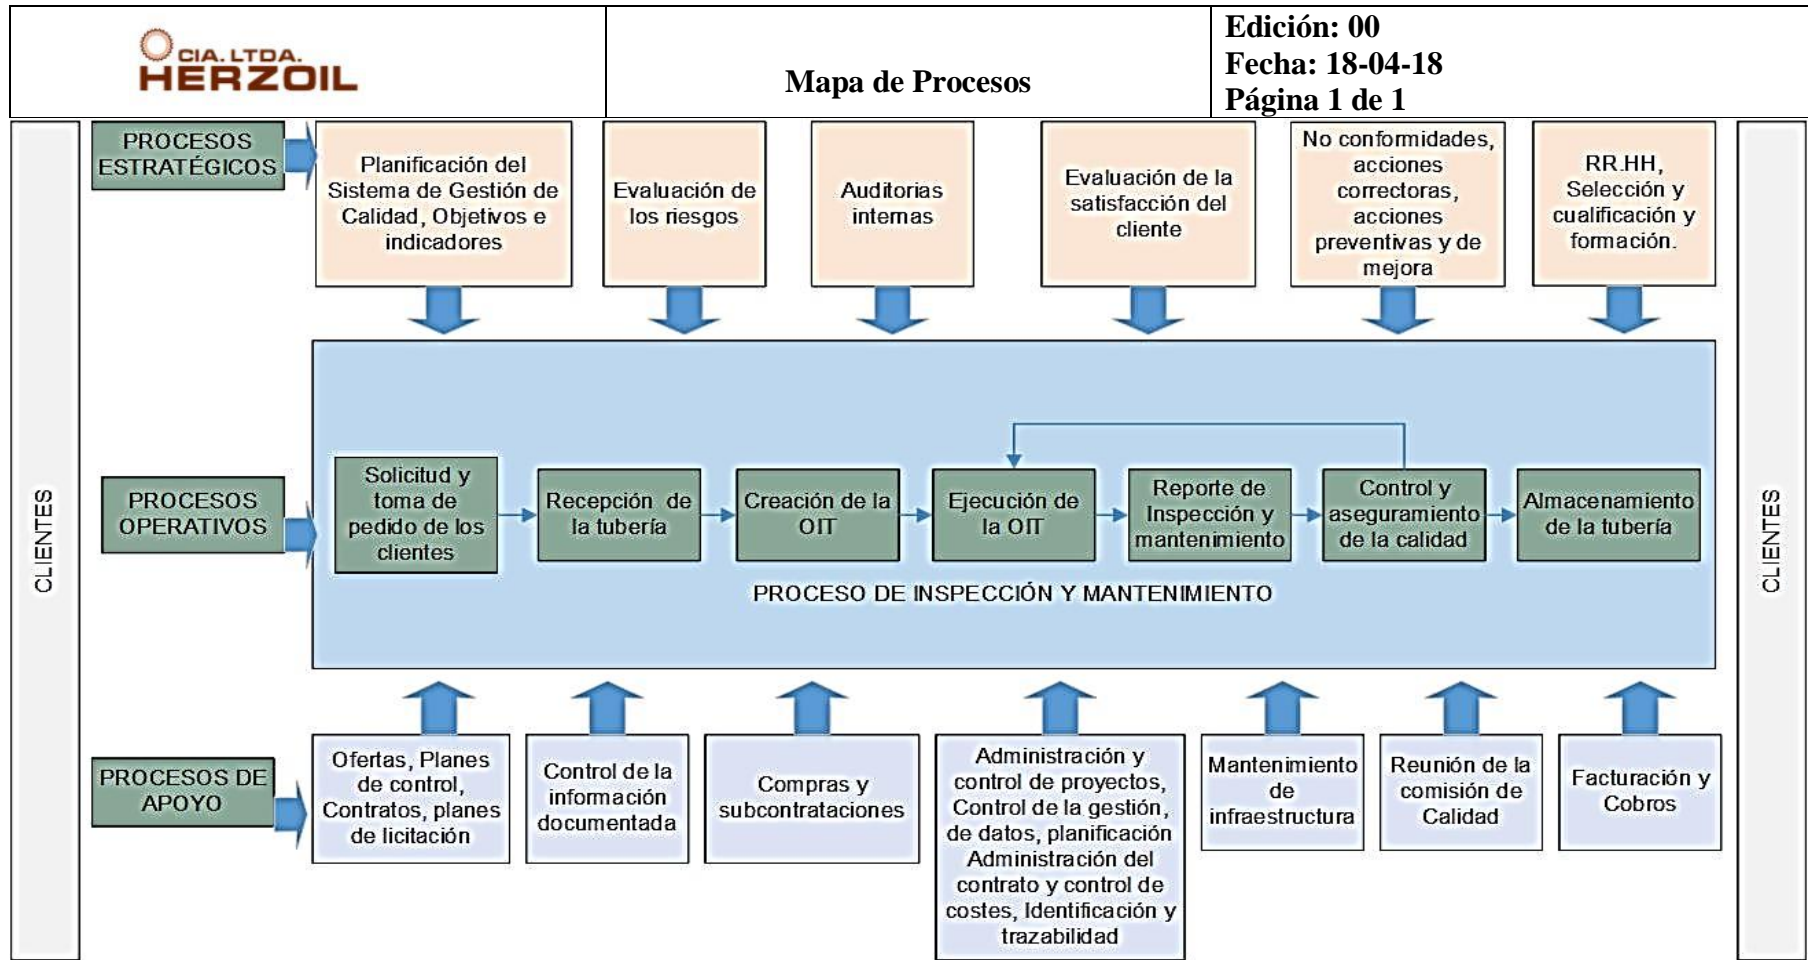 CIA. LTDA.
HERZOIL
Mapa de Procesos
Edición: 00
Fecha: 18-04-18
Página 1 de 1
CLIENTES
PROCESOS
ESTRATÉGICOS
Planificación del
Sistema de Gestión de
Calidad, Objetivos e
indicadores
Evaluación de
los riesgos
Auditorias
internas
Evaluación de la
satisfacción del
cliente
No conformidades,
acciones
correctoras,
acciones
preventivas y de
mejora
RR.HH,
Selección y
cualificación y
formación.
PROCESOS
OPERATIVOS
Solicitud y
toma de
pedido de los
clientes
Recepción de
la tubería
Creación de la
OIT
Ejecución de
la OIT
Reporte de
Inspección y
mantenimiento
Control y
aseguramiento
de la calidad
Almacenamiento
de la tubería
PROCESO DE INSPECCIÓN Y MANTENIMIENTO
PROCESOS DE
APOYO
Ofertas, Planes
de control,
Contratos, planes
de licitación
Control de la
información
documentada
Compras y
subcontrataciones
Administración y
control de proyectos,
Control de la gestión,
de datos, planificación
Administración del
contrato y control de
costes, Identificación y
trazabilidad
Mantenimiento
de
infraestructura
Reunión de la
comisión de
Calidad
Facturación y
Cobros
CLIENTES